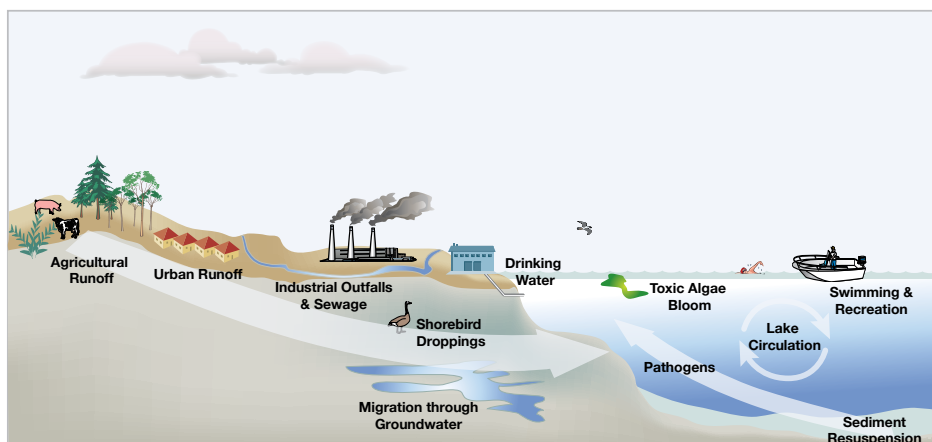 Agricultural
Runoff
Urban Runoff
Industrial Outfalls
& Sewage
Drinking
Water
Shorebird
Droppings
Migration through
Groundwater
Toxic Algae
Bloom
Swimming &
Recreation
Lake
Circulation
Pathogens
Sediment
Resuspension